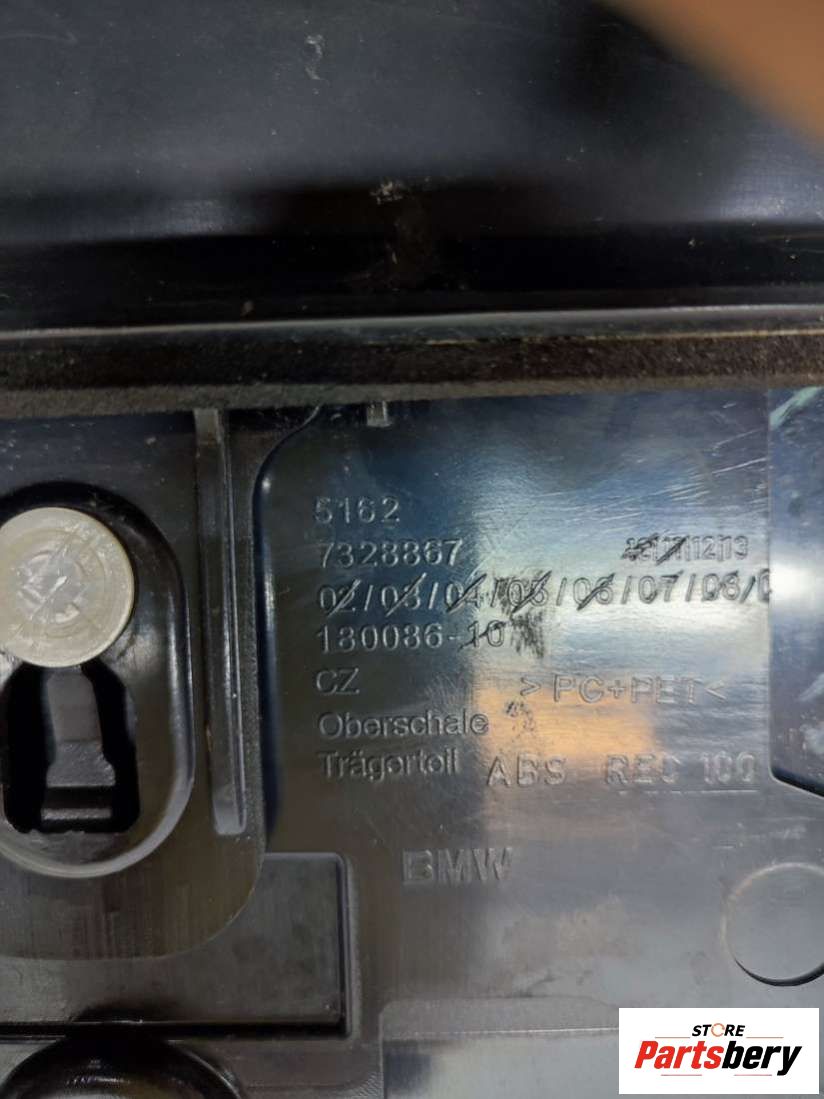 5162
7328867 12|13
02/03/04/05/06/07/08/
130036-10
CZ >PC+PET<
Oberschale
Trägerteil ABS REC 100
BMW
STORE
Partsbery